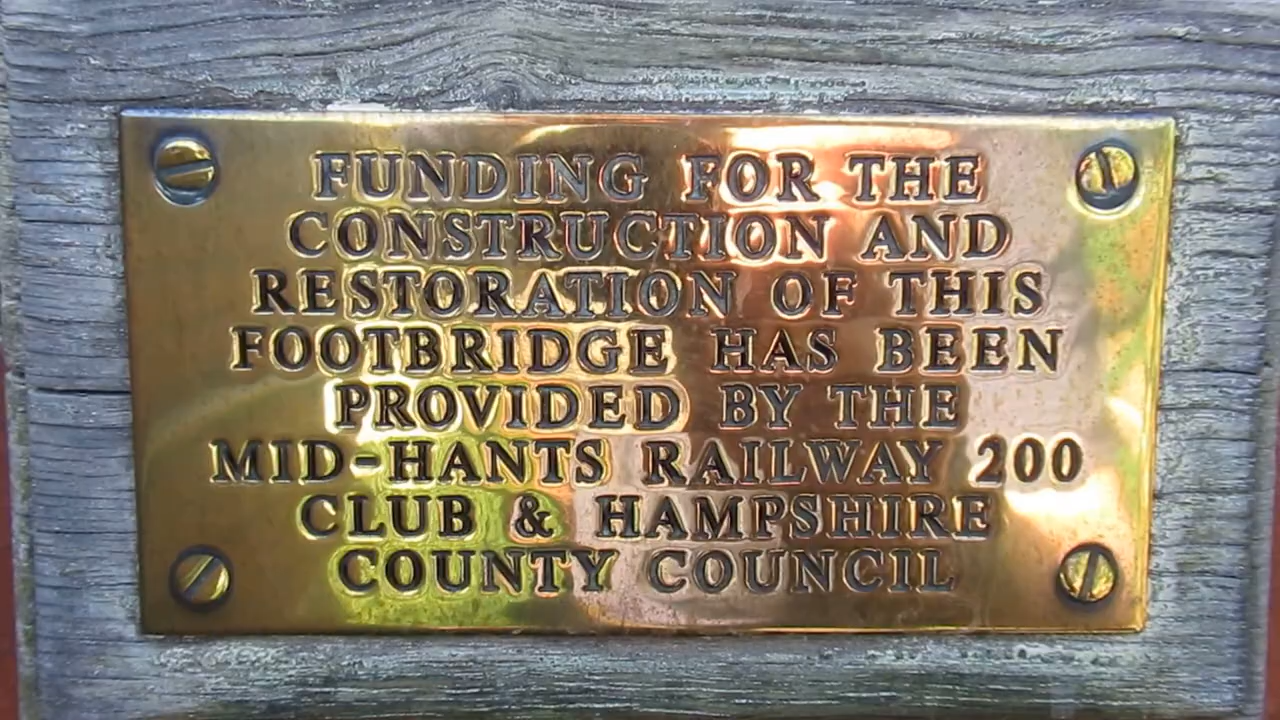 FUNDING FOR THE
CONSTRUCTION AND
RESTORATION OF THIS
FOOTBRIDGE HAS BEEN
PROVIDED BY THE
MID-HANTS RAILWAY 200
CLUB & HAMPSHIRE
COUNTY COUNCIL